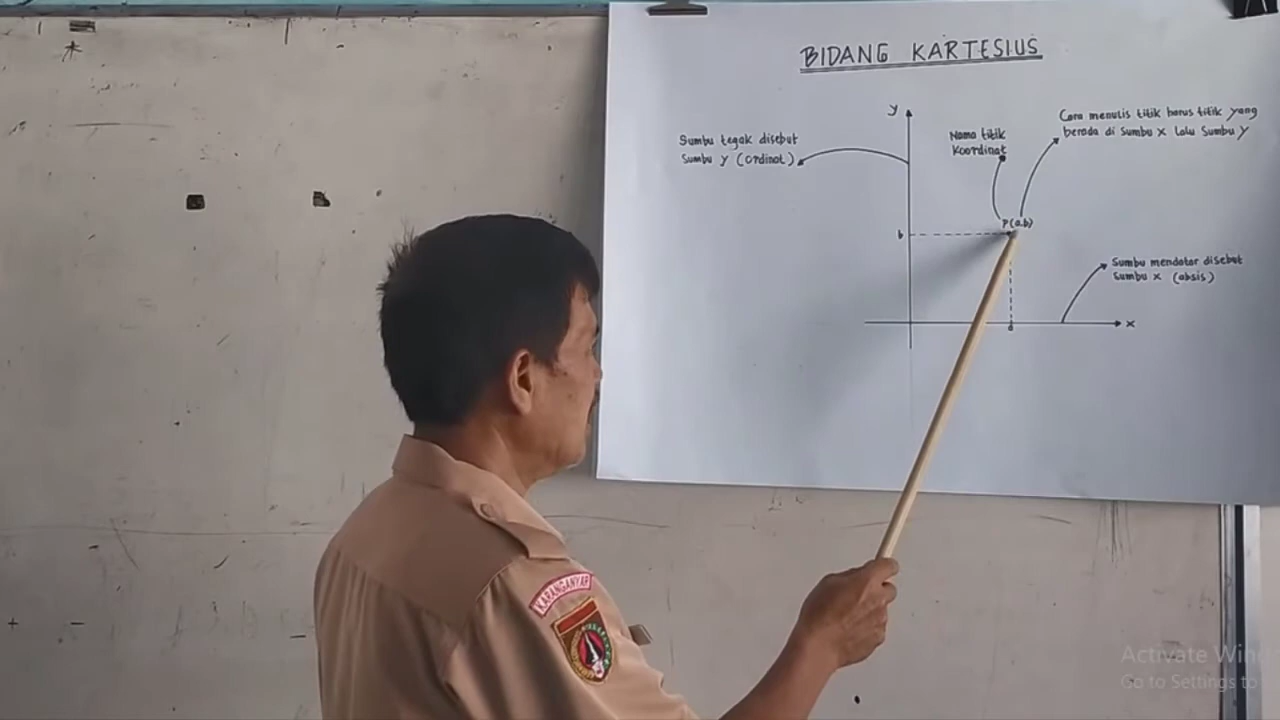 BIDANG KARTESIUS
y
Sumbu tegak disebut
Sumbu y (ordinat)
Nama titik
Koordinat
Cara menulis titik harus titik yang
berada di sumbu x lalu sumbu y
P(a,b)
b
Sumbu mendatar disebut
Sumbu x (absis)
a
x
KARANGANYAR
Activate Win
Go to Settings to